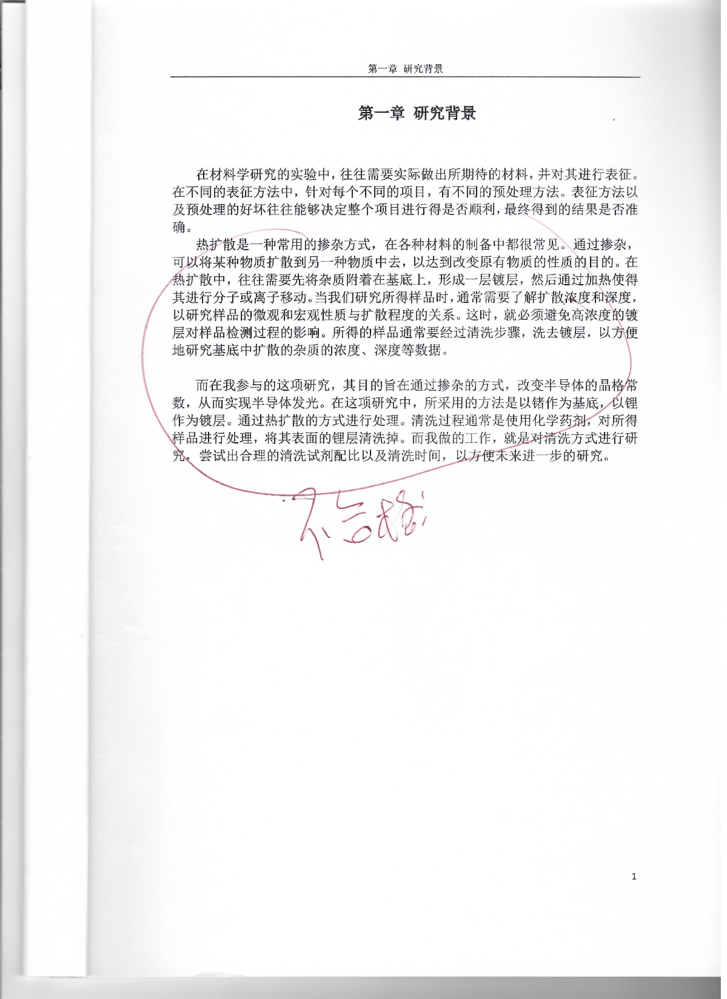 第一章 研究背景
第一章 研究背景
在材料学研究的实验中，往往需要实际做出所期待的材料，并对其进行表征。
在不同的表征方法中，针对每个不同的项目，有不同的预处理方法。表征方法以
及预处理的好坏往往能够决定整个项目进行得是否顺利，最终得到的结果是否准
确。
热扩散是一种常用的掺杂方式，在各种材料的制备中都很常见。通过掺杂，
可以将某种物质扩散到另一种物质中去，以达到改变原有物质的性质的目的。在
热扩散中，往往需要先将杂质附着在基底上，形成一层镀层，然后通过加热使得
其进行分子或离子移动。当我们研究所得样品时，通常需要了解扩散浓度和深度，
以研究样品的微观和宏观性质与扩散程度的关系。这时，就必须避免高浓度的镀
层对样品检测过程的影响。所得的样品通常要经过清洗步骤，洗去镀层，以方便
地研究基底中扩散的杂质的浓度、深度等数据。
而在我参与的这项研究，其目的旨在通过掺杂的方式，改变半导体的晶格常
数，从而实现半导体发光。在这项研究中，所采用的方法是以锗作为基底，以锂
作为镀层。通过热扩散的方式进行处理。清洗过程通常是使用化学药剂，对所得
样品进行处理，将其表面的锂层清洗掉。而我做的工作，就是对清洗方式进行研
究，尝试出合理的清洗试剂配比以及清洗时间，以方便未来进一步的研究。
不合格
1